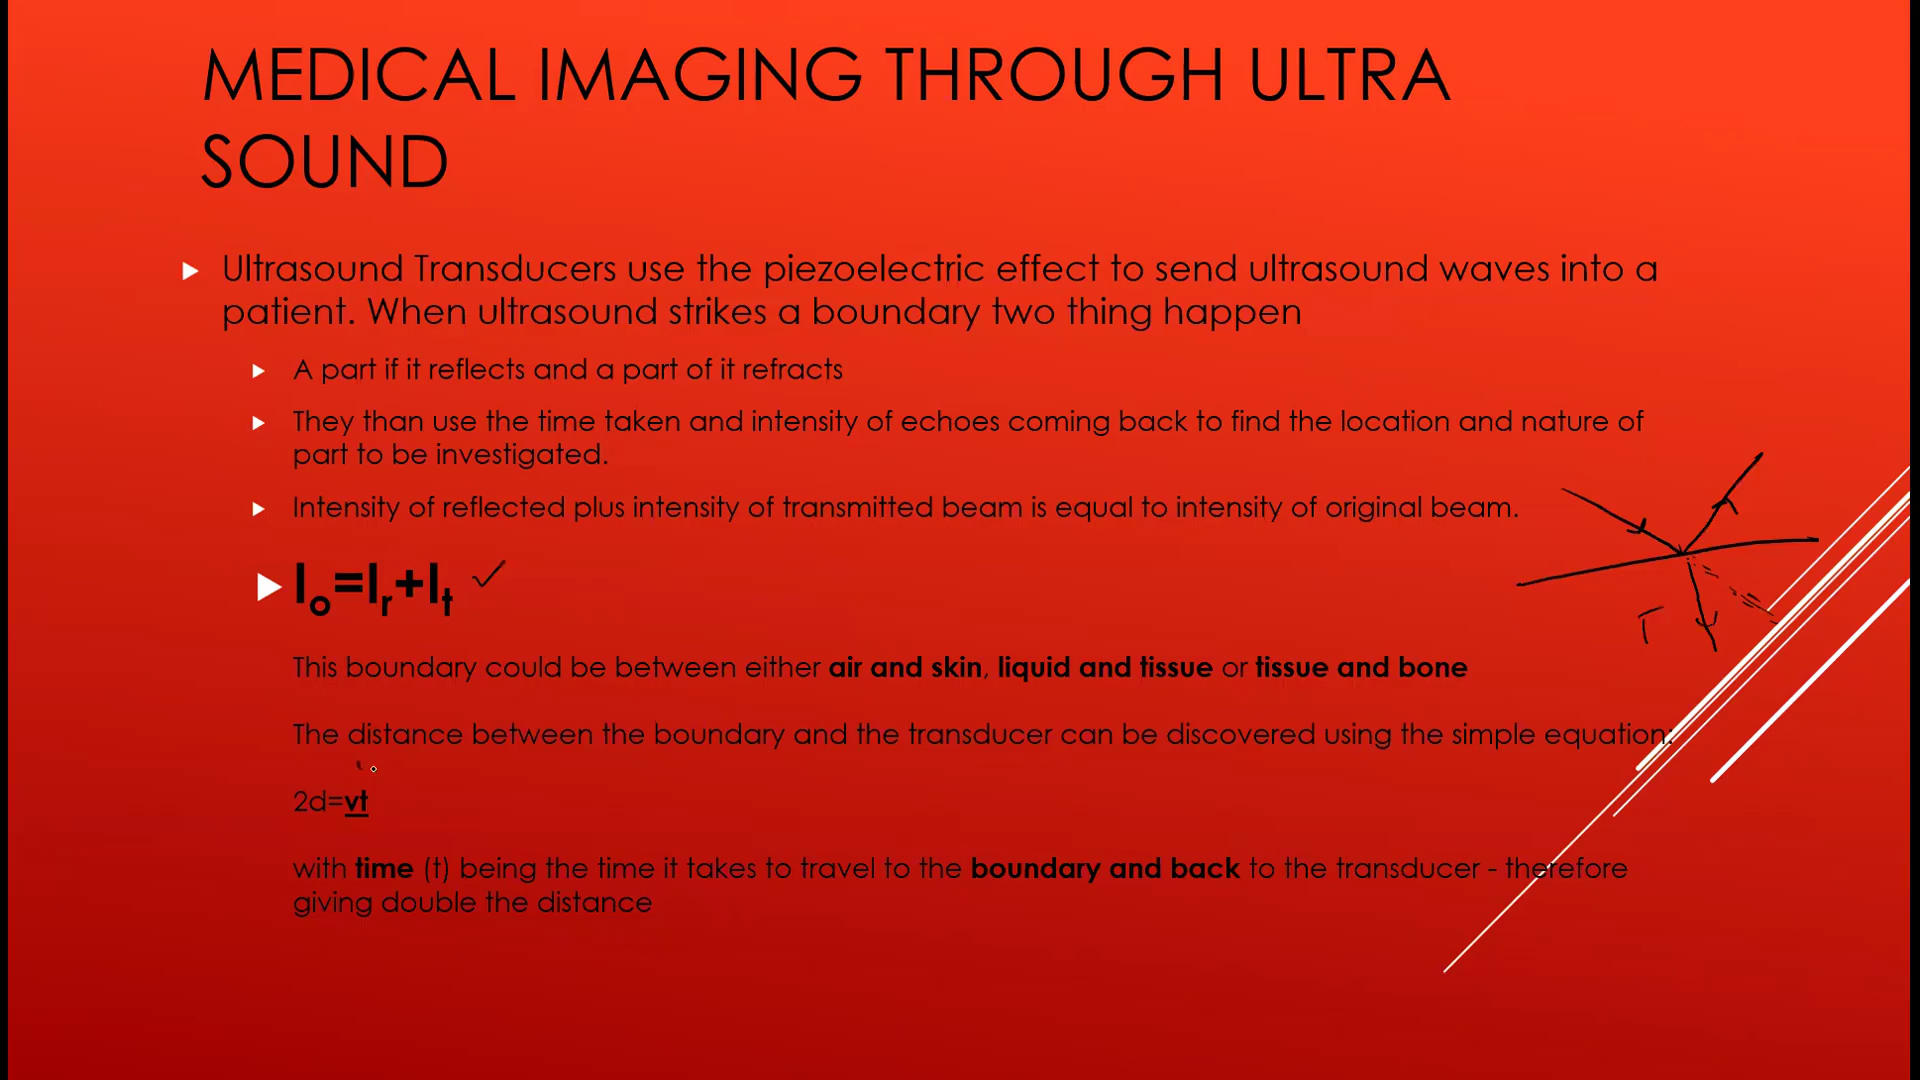 MEDICAL IMAGING THROUGH ULTRA
SOUND
Ultrasound Transducers use the piezoelectric effect to send ultrasound waves into a
patient. When ultrasound strikes a boundary two thing happen
A part if it reflects and a part of it refracts
They than use the time taken and intensity of echoes coming back to find the location and nature of
part to be investigated.
Intensity of reflected plus intensity of transmitted beam is equal to intensity of original beam.
Io=Ir+It
This boundary could be between either air and skin, liquid and tissue or tissue and bone
The distance between the boundary and the transducer can be discovered using the simple equation:
2d=vt
with time (t) being the time it takes to travel to the boundary and back to the transducer - therefore
giving double the distance